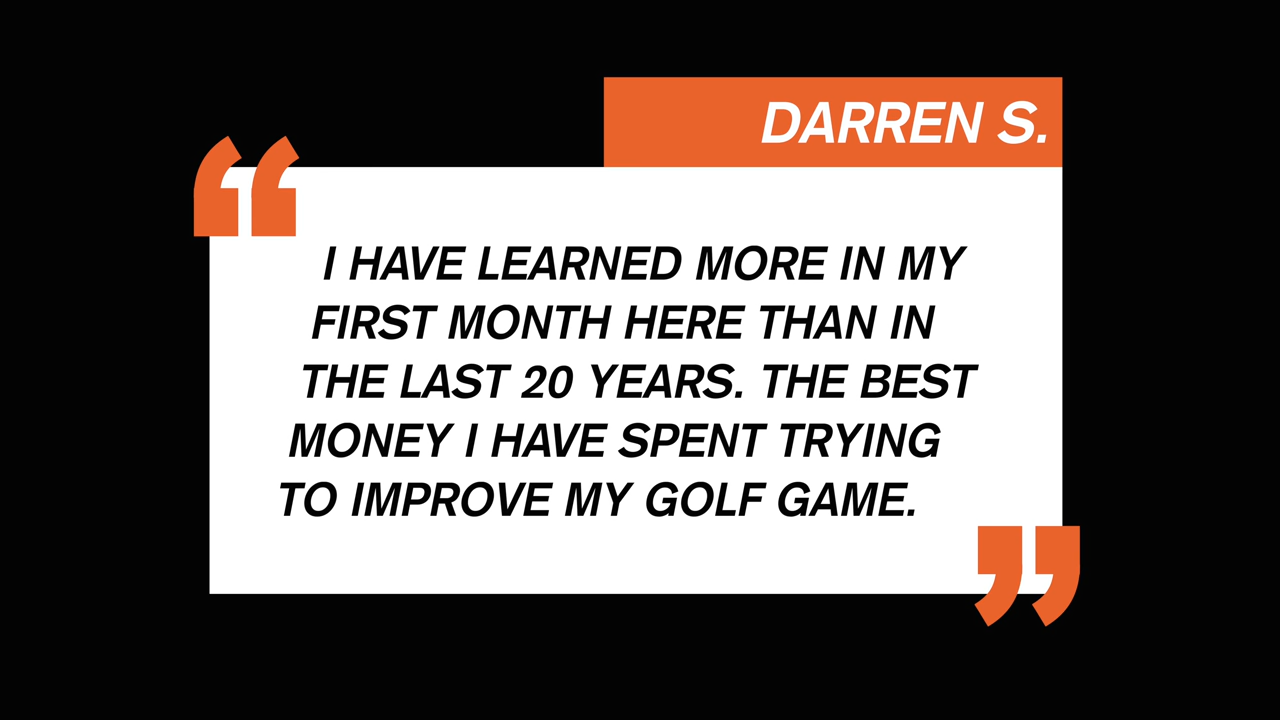 DARREN S.
“
I HAVE LEARNED MORE IN MY
FIRST MONTH HERE THAN IN
THE LAST 20 YEARS. THE BEST
MONEY I HAVE SPENT TRYING
TO IMPROVE MY GOLF GAME.
”